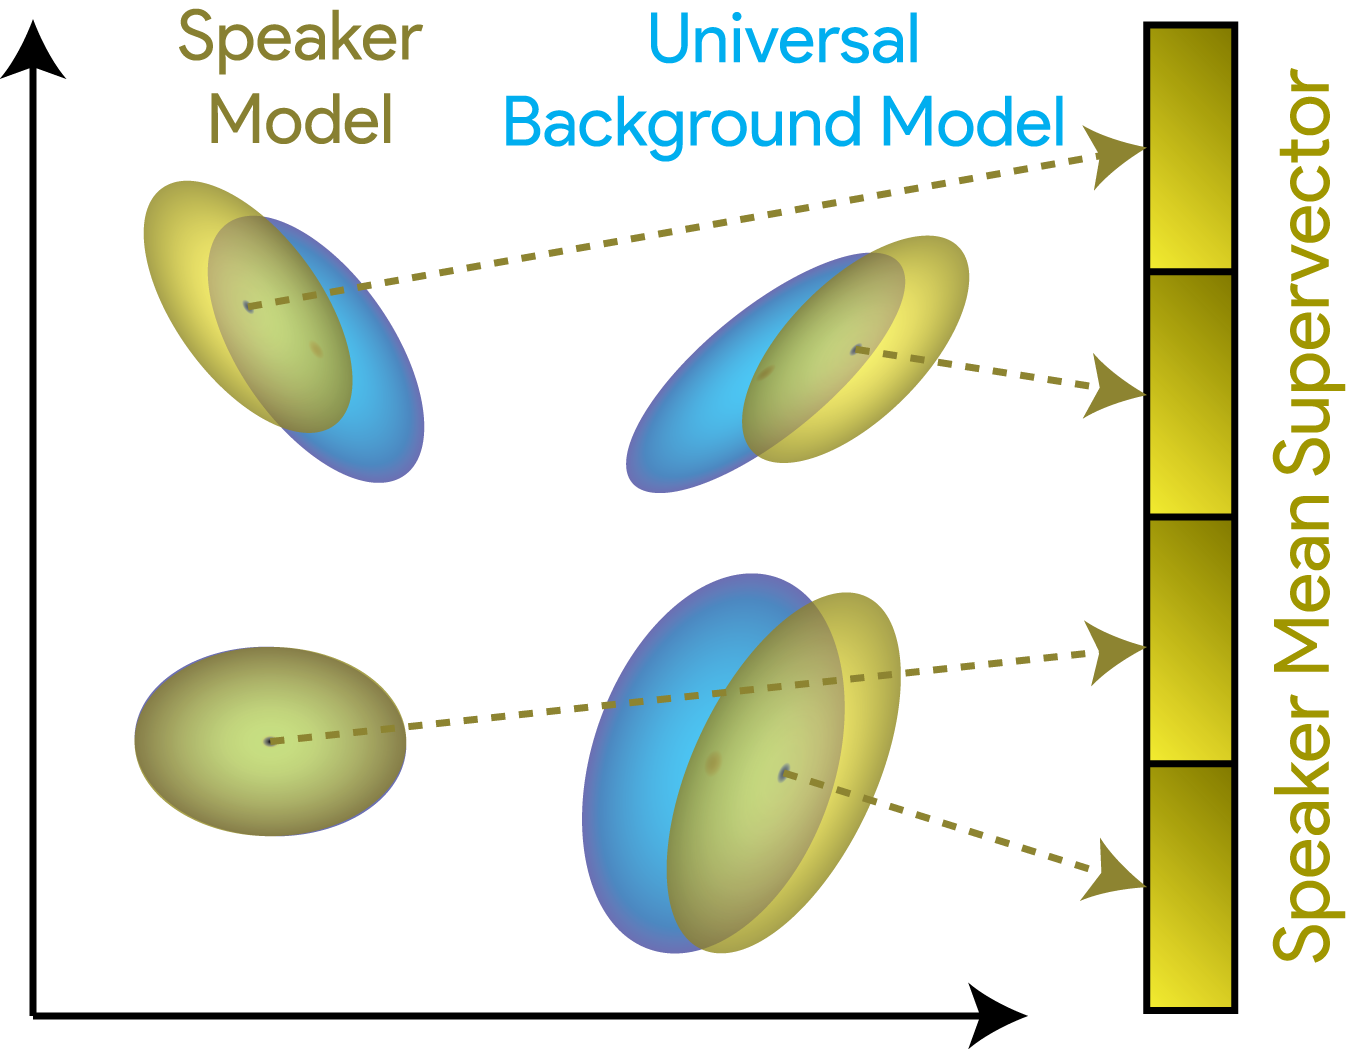 Speaker
Model
Universal
Background Model
Speaker Mean Supervector